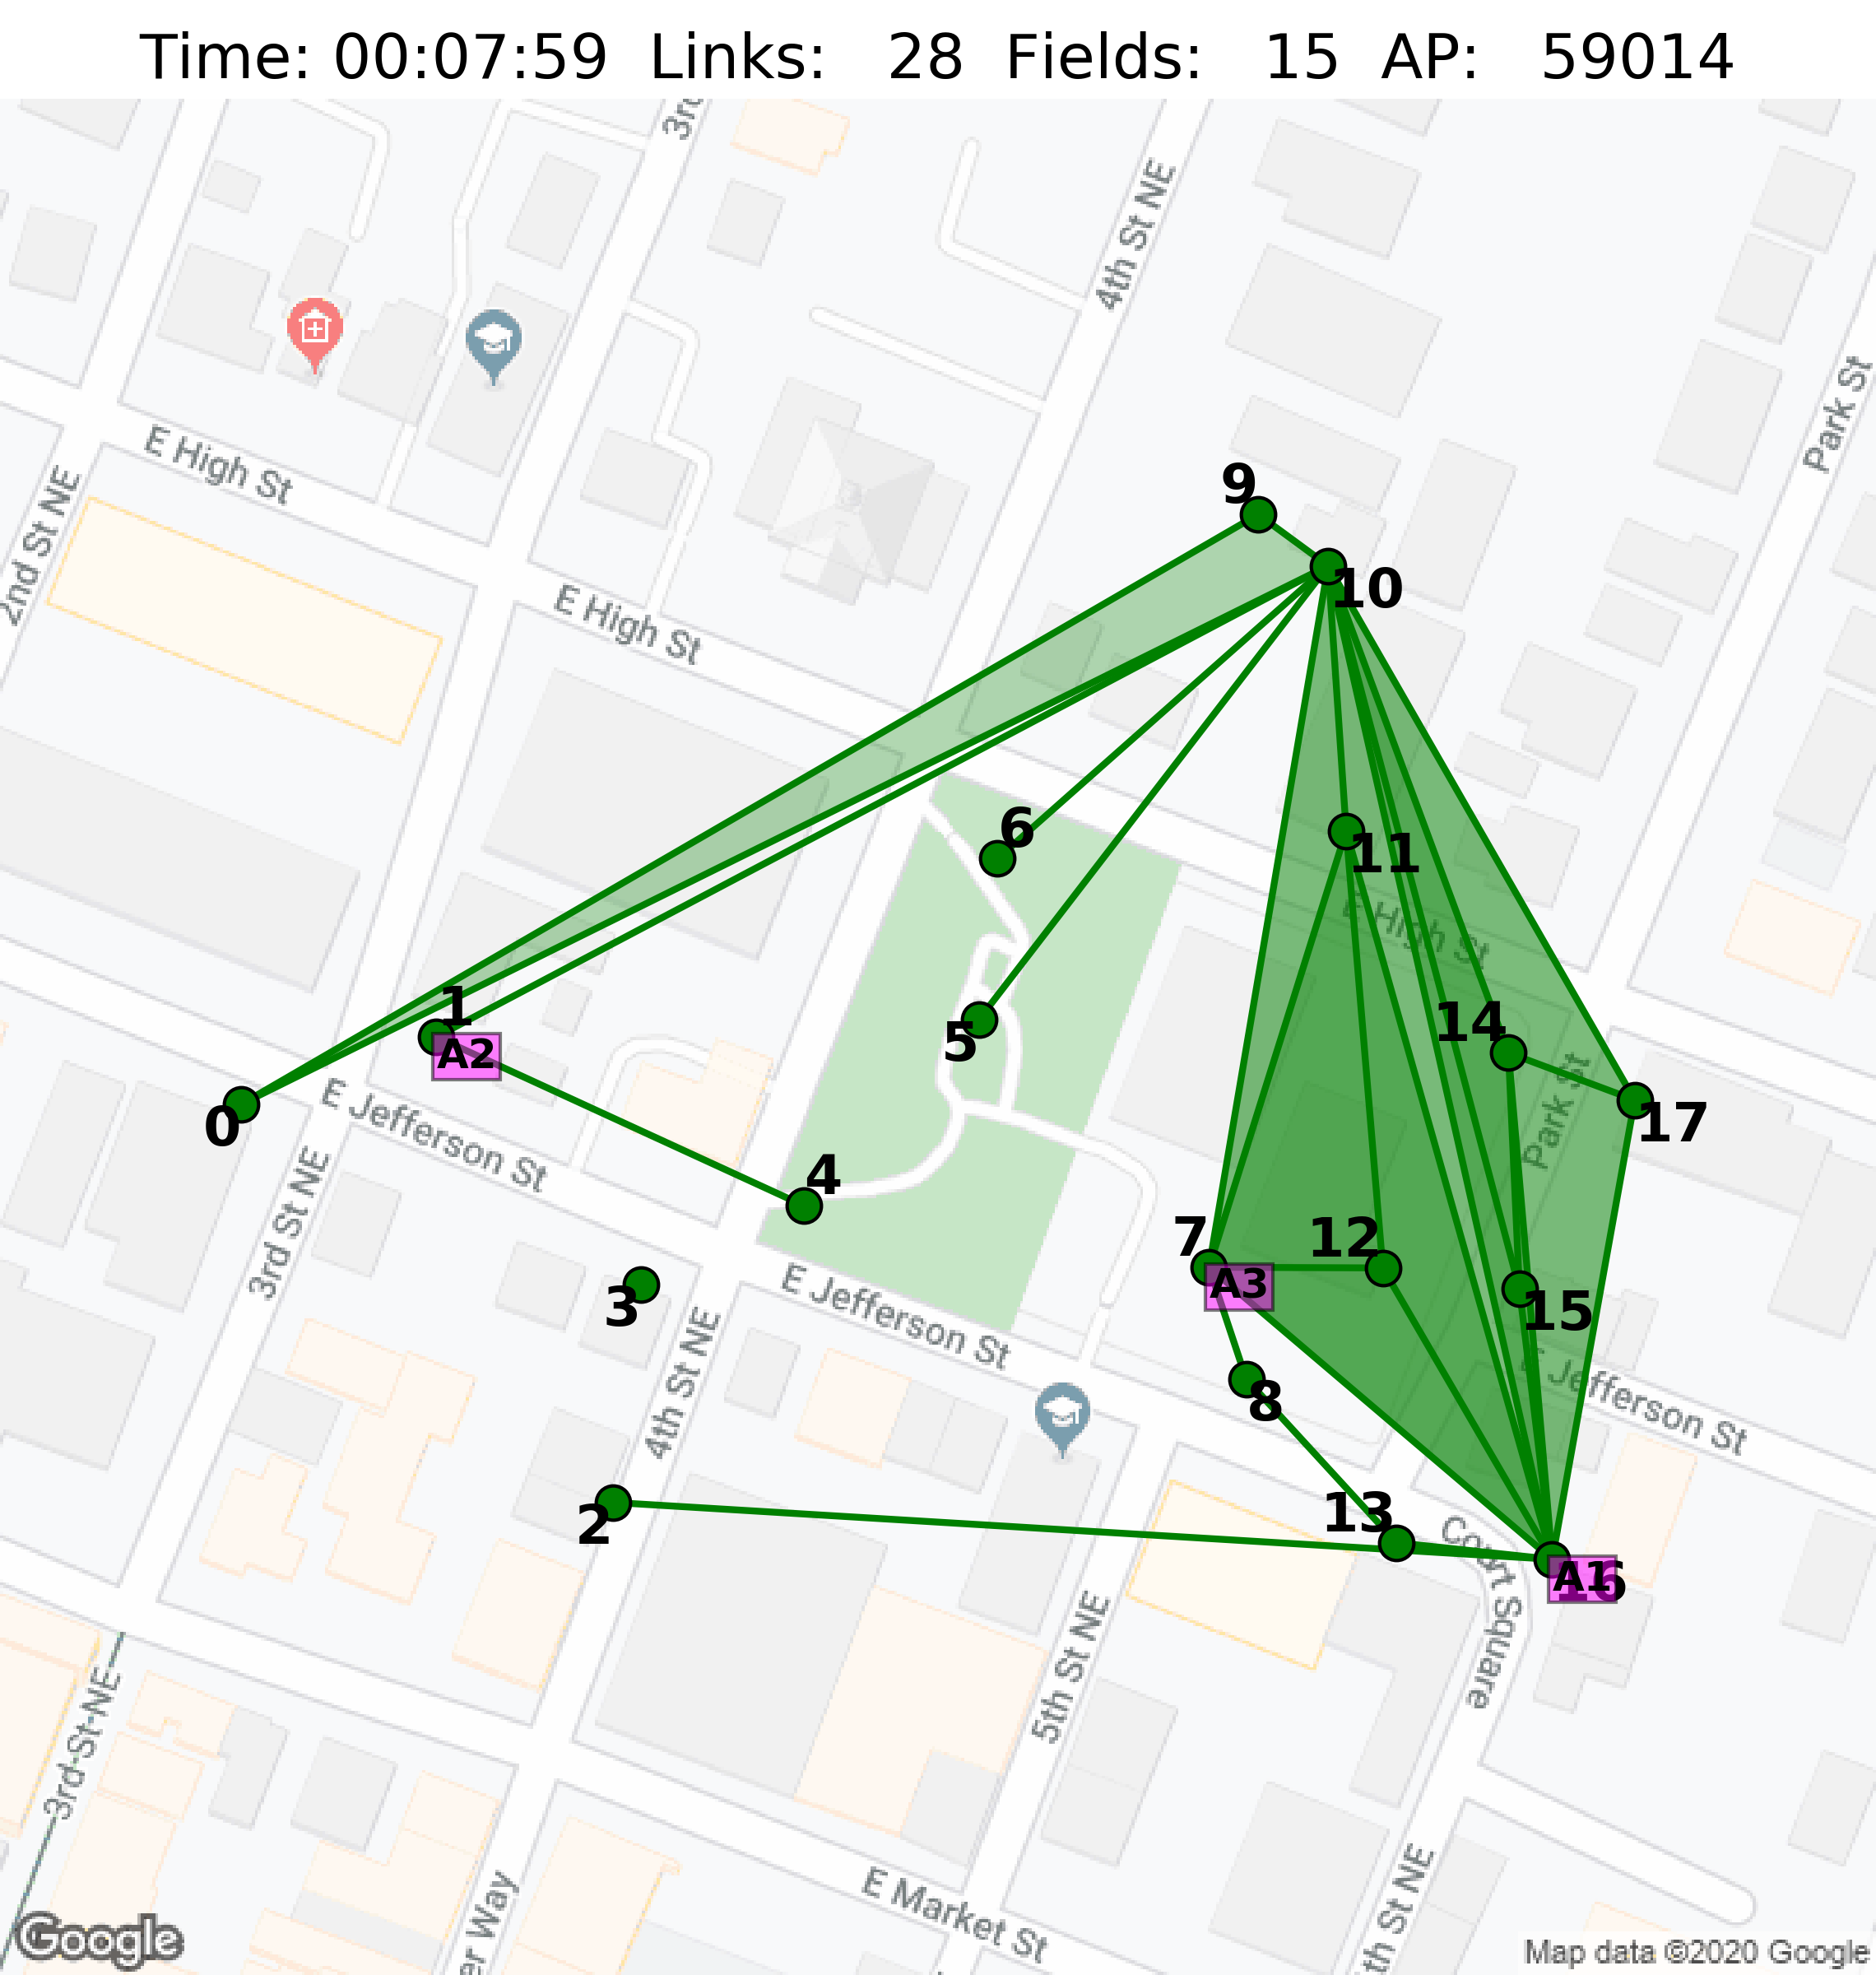 Time: 00:07:59 Links: 28 Fields: 15 AP: 59014
3rd
4th St NE
Park St
9
E High St
2nd St NE
10
E High St
6
11
E High St
1
A2
5
14
0
E Jefferson St
Park St
17
4
3rd St NE
7
12
A3
3
E Jefferson St
15
4th St NE
E Jefferson St
8
13
2
Court Square
A1
5th St NE
3rd St NE
E Market St
er Way
th St NE
Google
Map data ©2020 Google